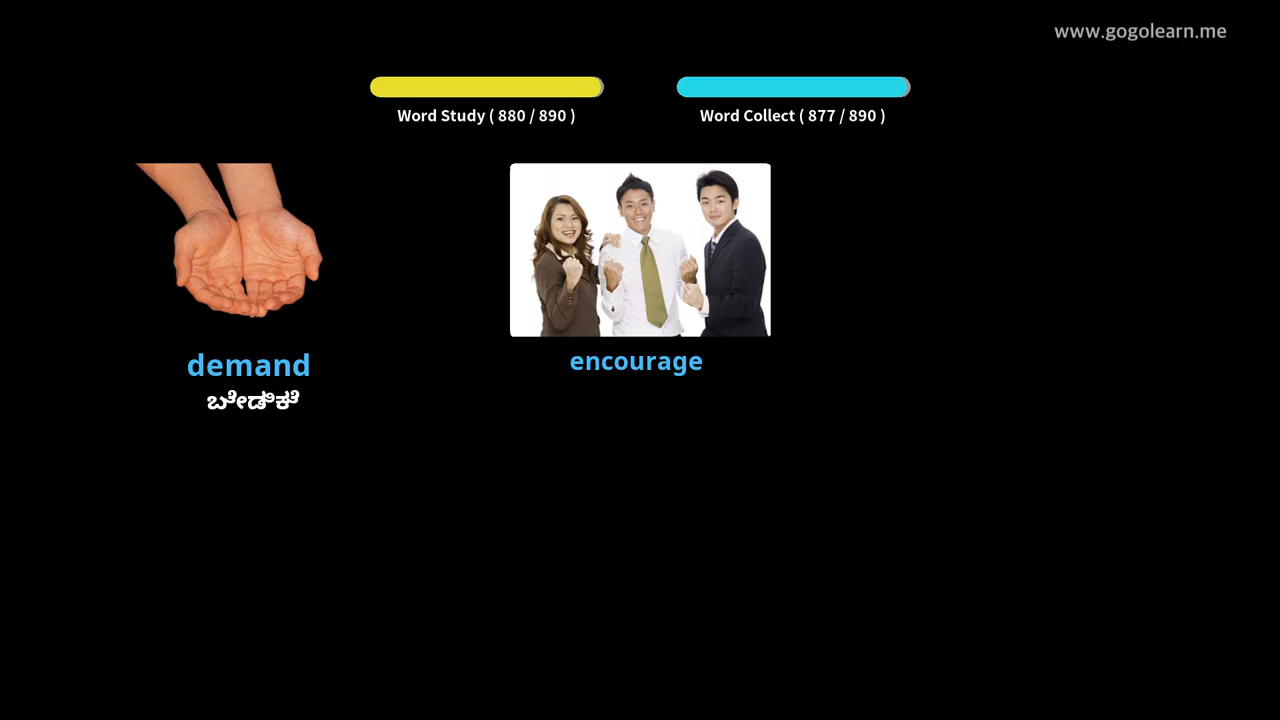 www.gogolearn.me
Word Study ( 880 / 890 )
Word Collect ( 877 / 890 )
demand
ಬೇಡಿಕೆ
encourage